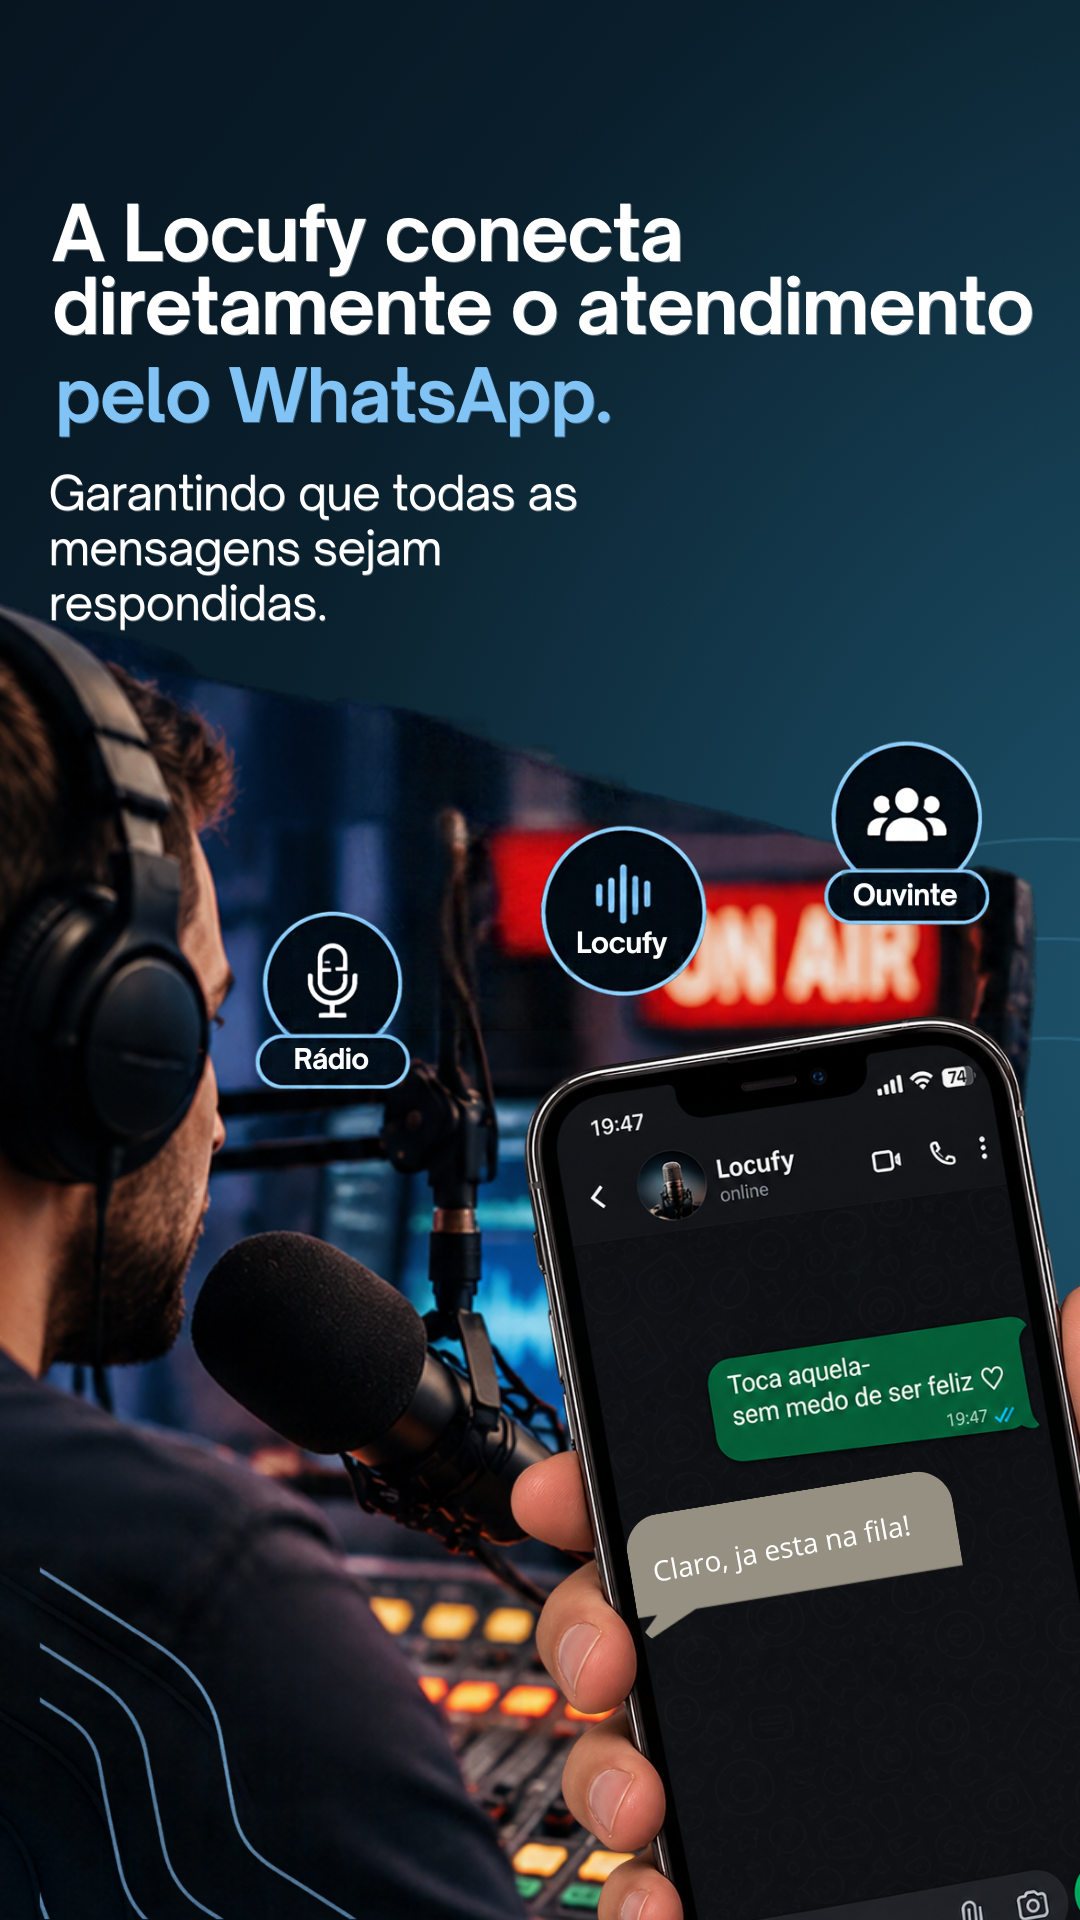 A Locufy conecta
diretamente o atendimento
pelo WhatsApp.
Garantindo que todas as
mensagens sejam
respondidas.
Ouvinte
Locufy
ON AIR
Rádio
19:47
74
Locufy
online
Toca aquela-
sem medo de ser feliz ♡
19:47
Claro, ja esta na fila!